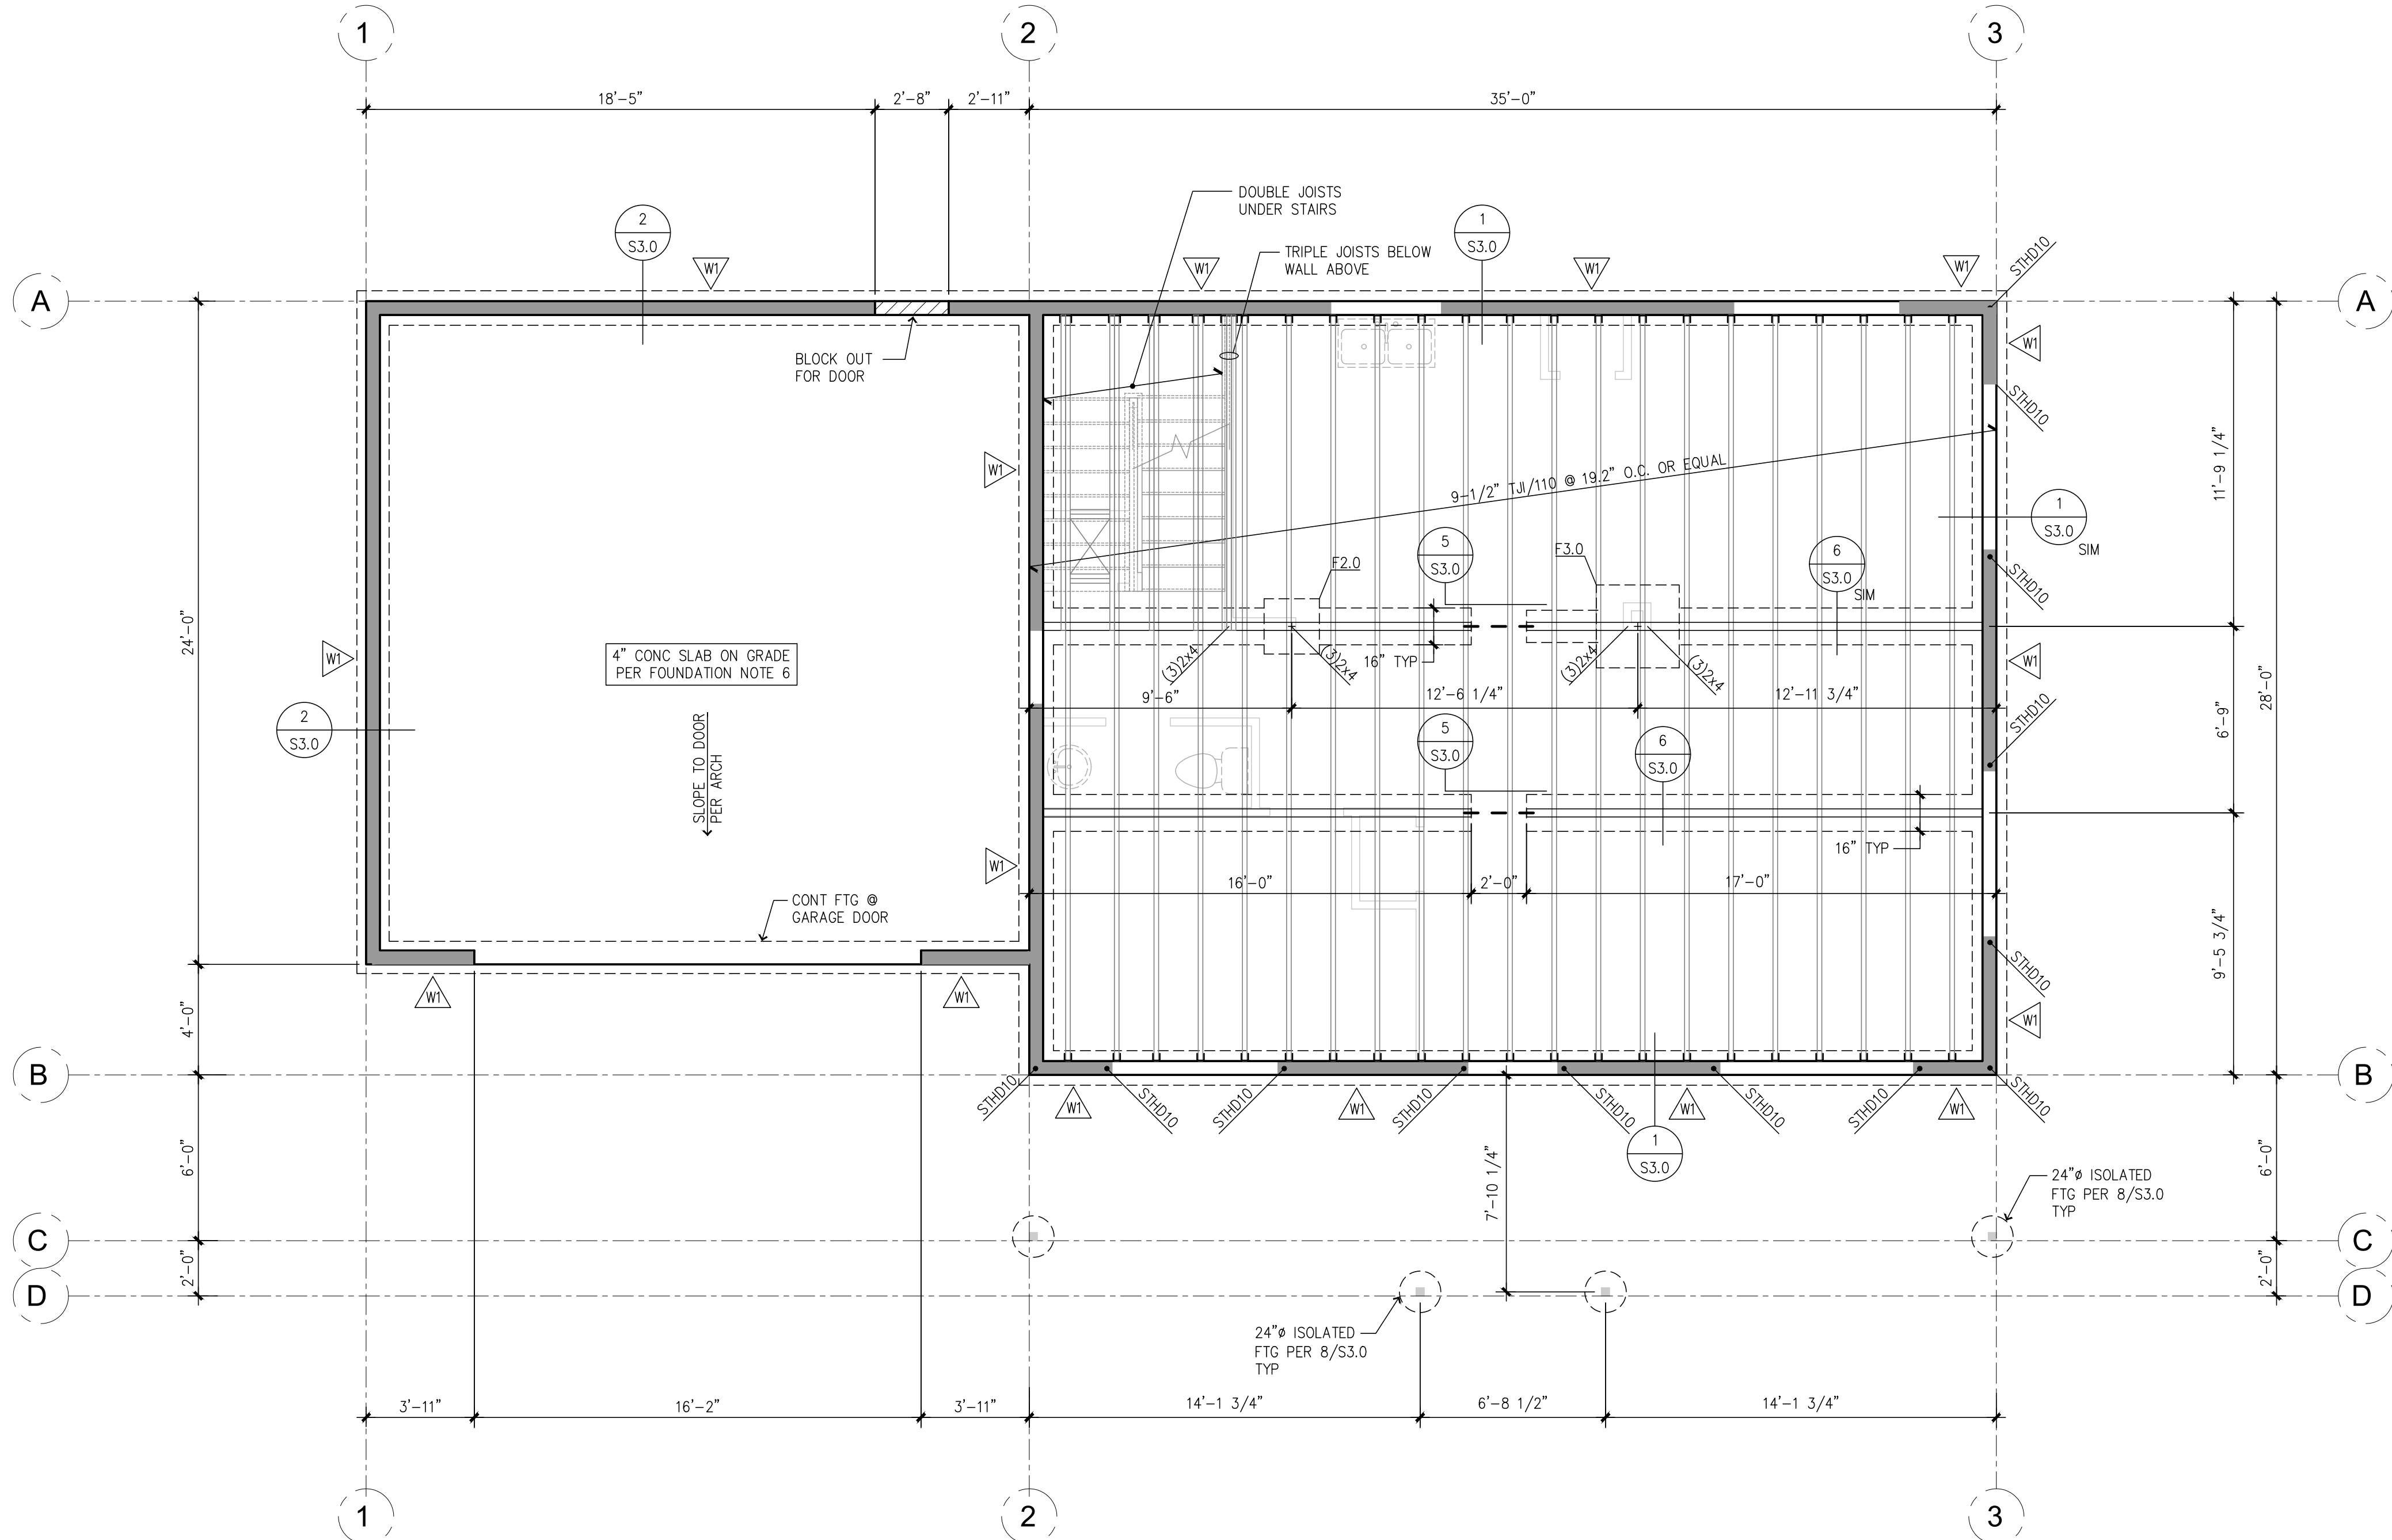 1
2
3
18'-5"
2'-8"
2'-11"
35'-0"
DOUBLE JOISTS
UNDER STAIRS
2
S3.0
1
S3.0
TRIPLE JOISTS BELOW
WALL ABOVE
W1
W1
W1
W1
STHD10
A
A
BLOCK OUT
FOR DOOR
W1
STHD10
W1
9-1/2" TJI/110 @ 19.2" O.C. OR EQUAL
11'-9 1/4"
1
S3.0
SIM
5
S3.0
F2.0
F3.0
6
S3.0
SIM
STHD10
24'-0"
4" CONC SLAB ON GRADE
PER FOUNDATION NOTE 6
W1
(3)2x4
(3)2x4
16" TYP
(3)2x4
(3)2x4
W1
9'-6"
12'-6 1/4"
12'-11 3/4"
28'-0"
STHD10
6'-9"
2
S3.0
SLOPE TO DOOR
PER ARCH
5
S3.0
6
S3.0
16" TYP
W1
16'-0"
2'-0"
17'-0"
CONT FTG @
GARAGE DOOR
9'-5 3/4"
STHD10
W1
W1
W1
4'-0"
B
B
STHD10
W1
STHD10
STHD10
W1
STHD10
STHD10
W1
STHD10
STHD10
W1
STHD10
1
S3.0
6'-0"
7'-10 1/4"
6'-0"
24"ø ISOLATED
FTG PER 8/S3.0
TYP
C
C
2'-0"
2'-0"
D
D
24"ø ISOLATED
FTG PER 8/S3.0
TYP
3'-11"
16'-2"
3'-11"
14'-1 3/4"
6'-8 1/2"
14'-1 3/4"
1
2
3